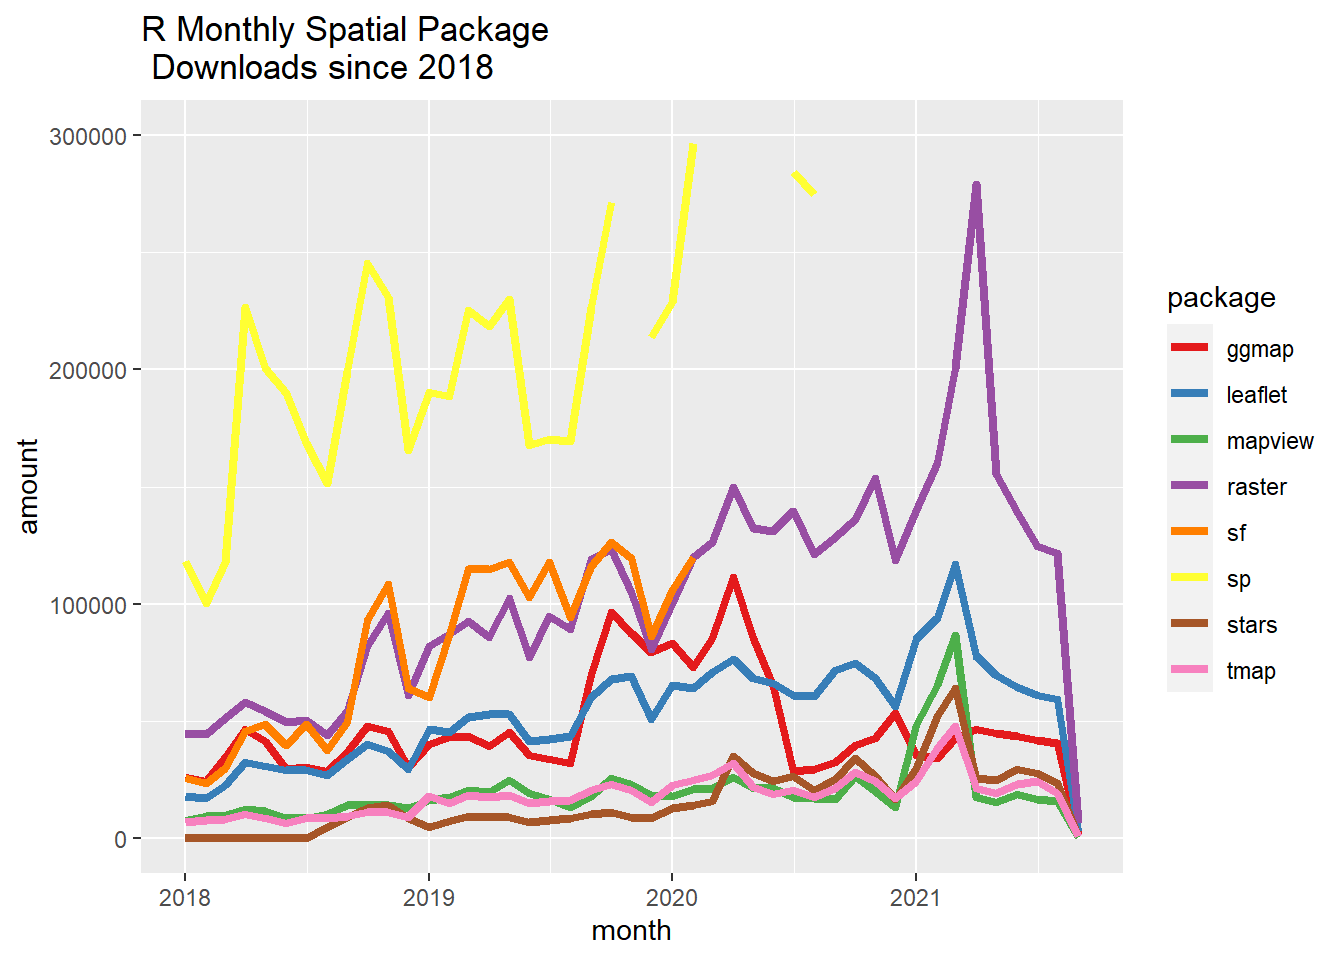 R Monthly Spatial Package
Downloads since 2018
300000
200000
100000
0
amount
2018
2019
2020
2021
month
package
ggmap
leaflet
mapview
raster
sf
sp
stars
tmap